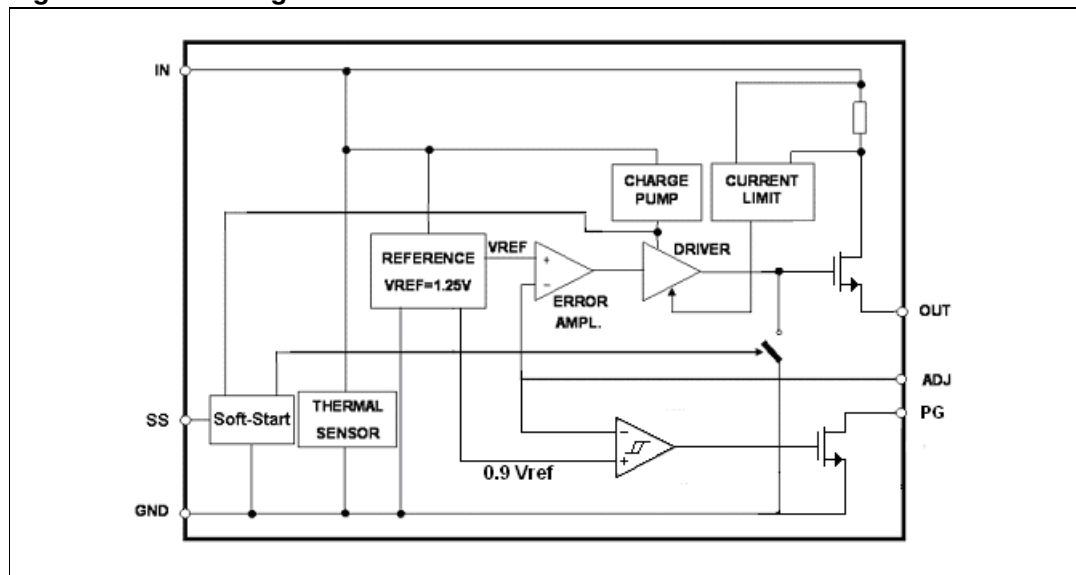 IN
CHARGE
PUMP
CURRENT
LIMIT
REFERENCE
VREF=1.25V
VREF
+
−
ERROR
AMPL.
DRIVER
OUT
ADJ
PG
SS
Soft-Start
THERMAL
SENSOR
−
+
0.9 Vref
GND